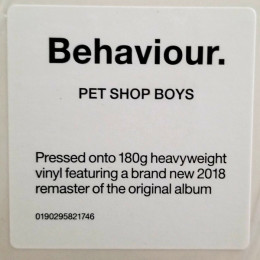 Behaviour.
PET SHOP BOYS
Pressed onto 180g heavyweight
vinyl featuring a brand new 2018
remaster of the original album
0190295821746